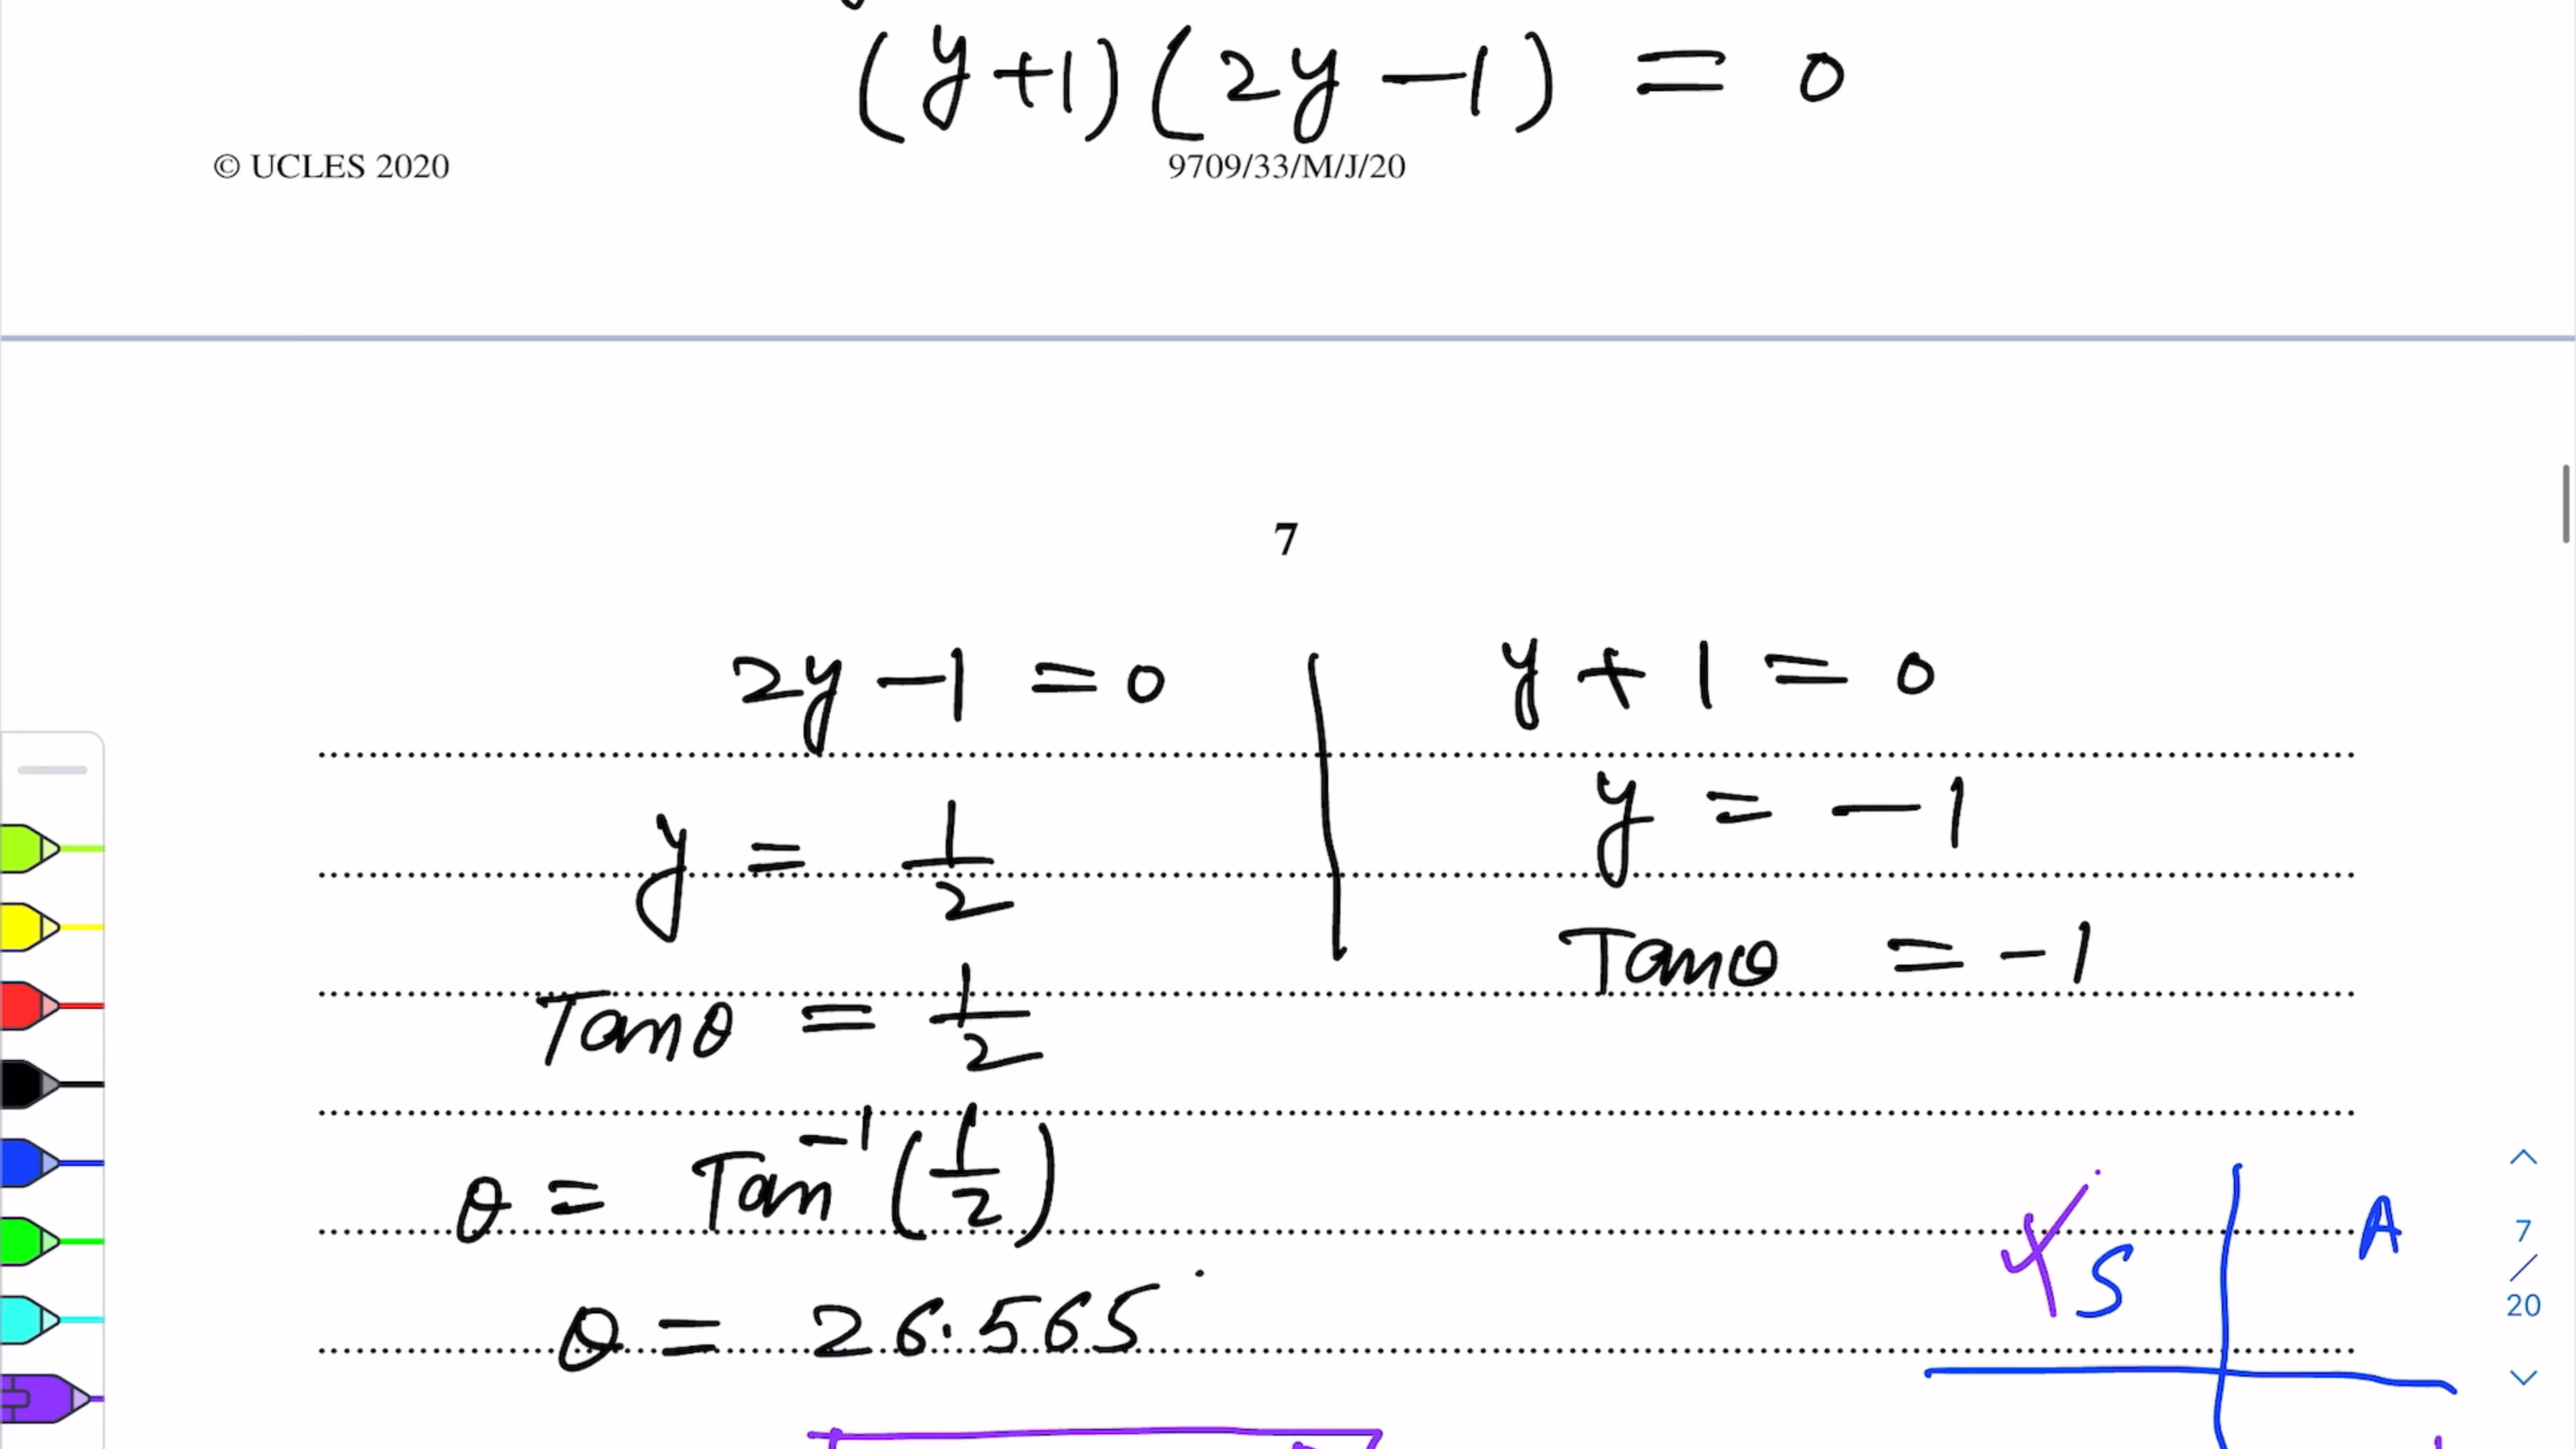 (y+1)(2y-1) = 0
© UCLES 2020
9709/33/M/J/20
7
2y-1 = 0
y + 1 = 0
y = 1/2
y = -1
Tanθ = 1/2
Tanθ = -1
θ = Tan⁻¹(1/2)
θ = 26.565
S
A
7
/
20